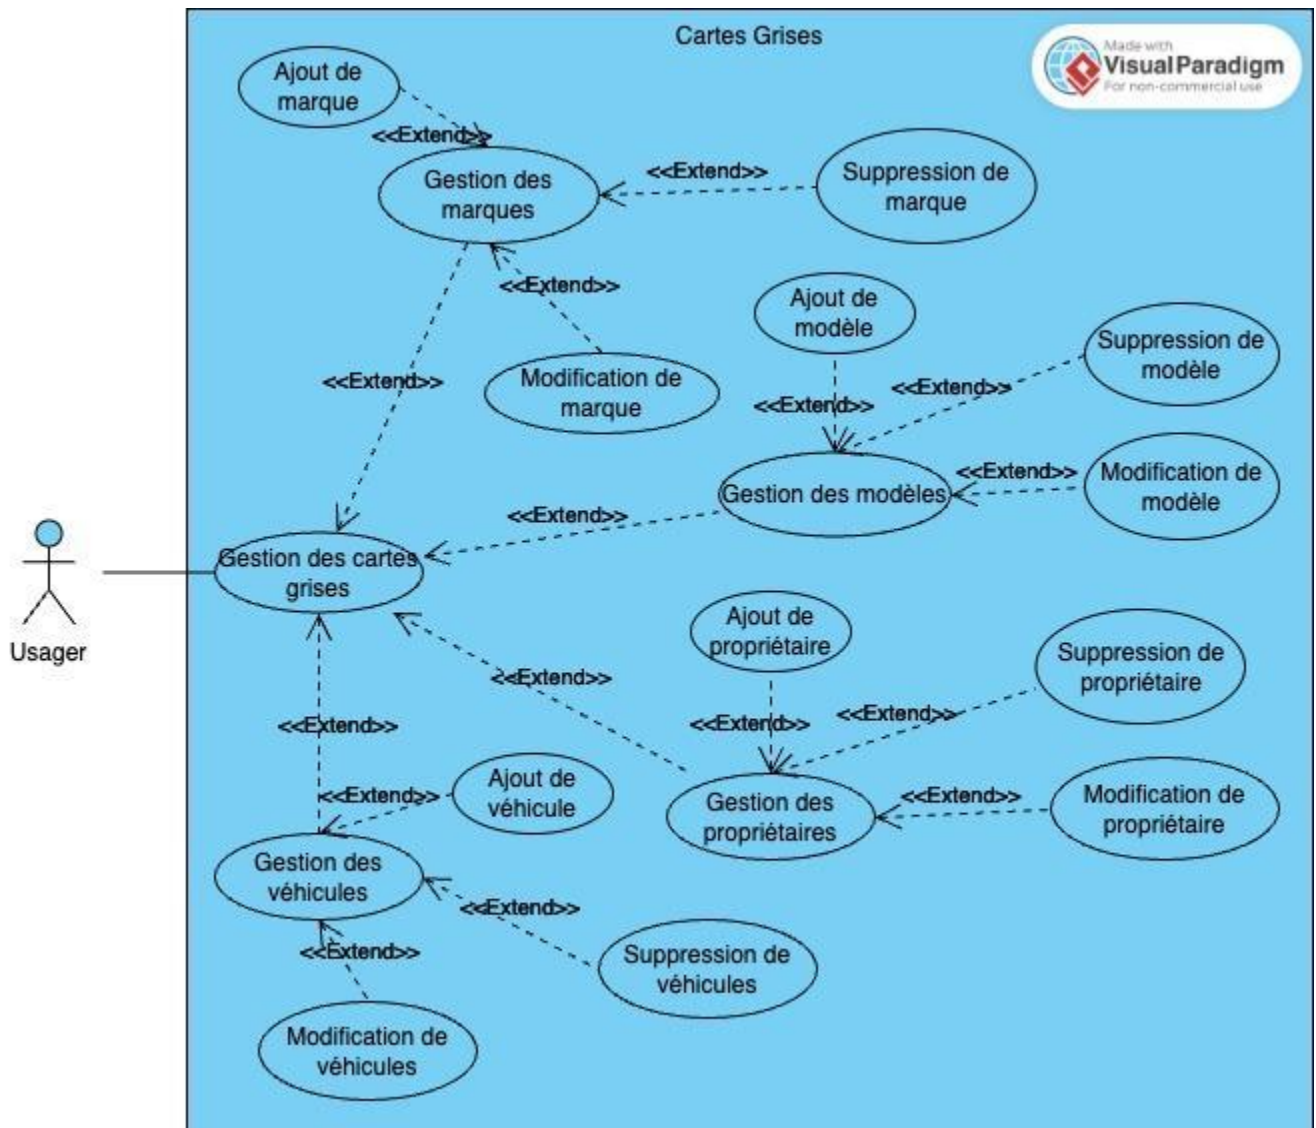 Cartes Grises
Made with
VisualParadigm
For non-commercial use
Ajout de
marque
<<Extend>>
Gestion des
marques
<<Extend>>
Suppression de
marque
<<Extend>>
Modification de
marque
<<Extend>>
Ajout de
modèle
Suppression de
modèle
<<Extend>>
<<Extend>>
Gestion des modèles
<<Extend>>
Modification de
modèle
<<Extend>>
Gestion des cartes
grises
Usager
Ajout de
propriétaire
Suppression de
propriétaire
<<Extend>>
<<Extend>>
<<Extend>>
<<Extend>>
Ajout de
véhicule
<<Extend>>
Gestion des
propriétaires
<<Extend>>
Modification de
propriétaire
Gestion des
véhicules
<<Extend>>
Suppression de
véhicules
<<Extend>>
Modification de
véhicules